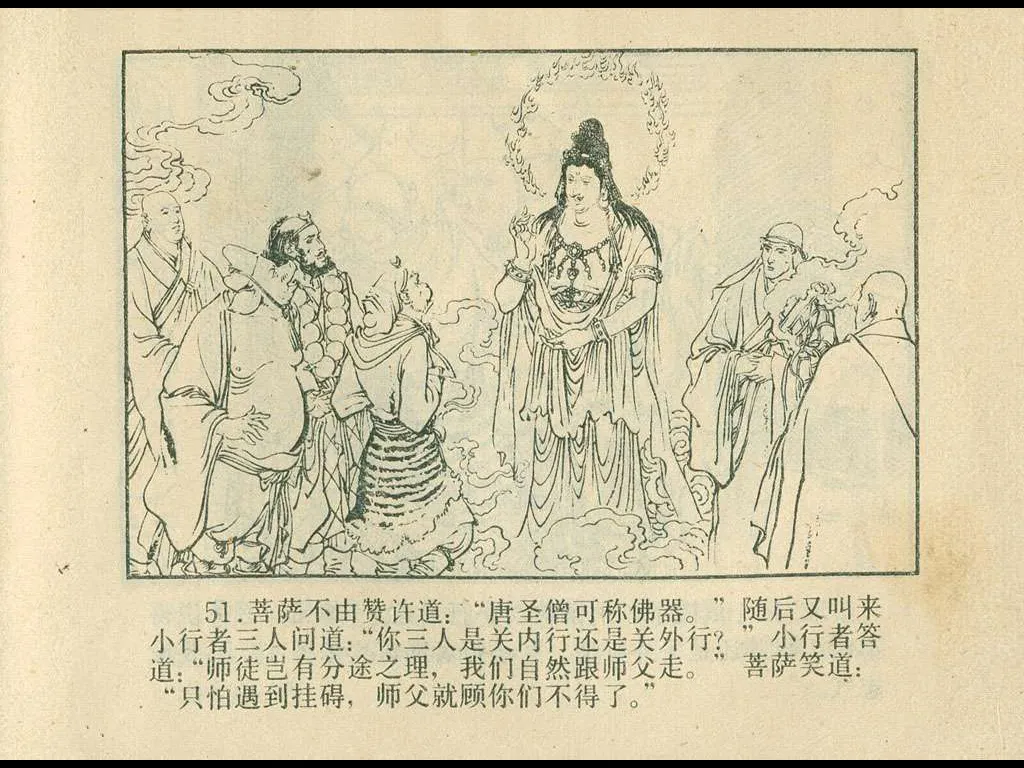 51.菩萨不由赞许道：“唐圣僧可称佛器。”随后又叫来
小行者三人问道：“你三人是关内行还是关外行？”小行者答
道：“师徒岂有分途之理，我们自然跟师父走。”菩萨笑道：
“只怕遇到挂碍，师父就顾你们不得了。”